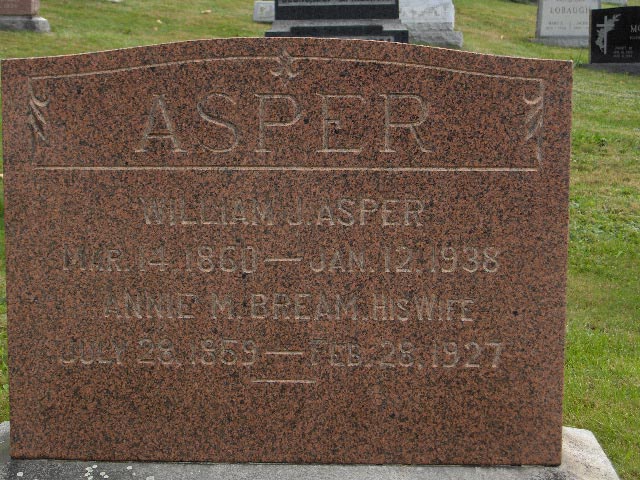 ASPER
WILLIAM J. ASPER
MAR. 14. 1860 — JAN. 12. 1938
ANNIE M. BREAM, HIS WIFE
JULY 28, 1859 — FEB. 28, 1927
LOBAUGH